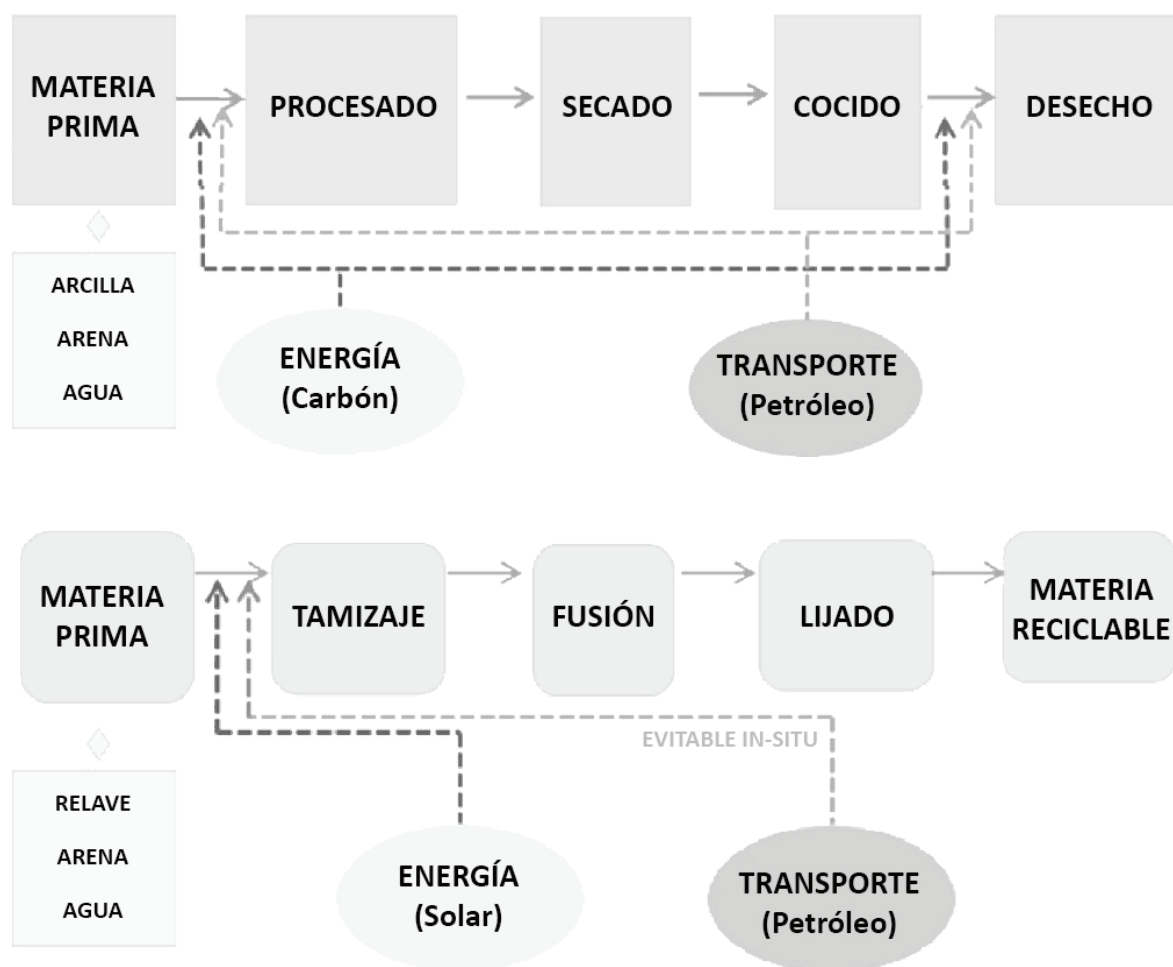 MATERIA
PRIMA
PROCESADO
SECADO
COCIDO
DESECHO
ARCILLA
ARENA
AGUA
ENERGÍA
(Carbón)
TRANSPORTE
(Petróleo)
MATERIA
PRIMA
TAMIZAJE
FUSIÓN
LIJADO
MATERIA
RECICLABLE
EVITABLE IN-SITU
RELAVE
ARENA
AGUA
ENERGÍA
(Solar)
TRANSPORTE
(Petróleo)